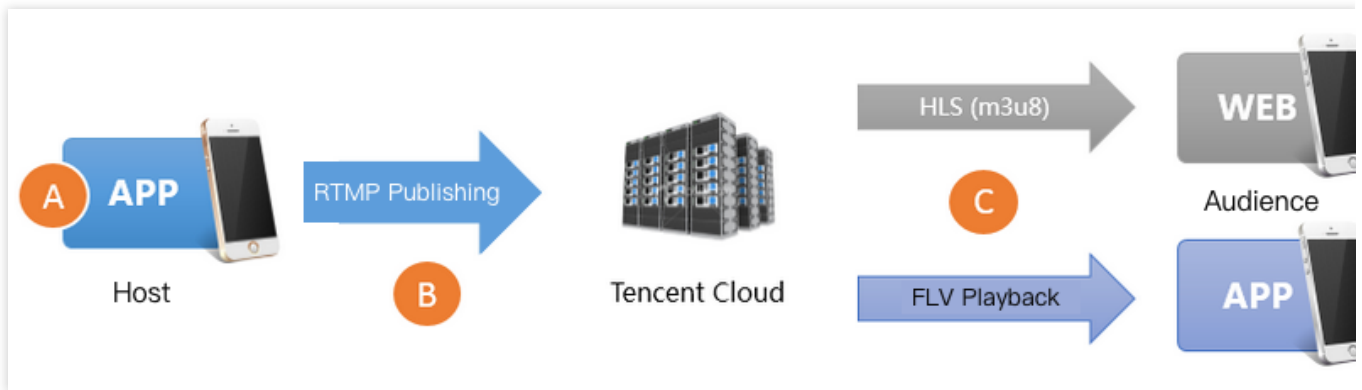 A
APP
Host
RTMP Publishing
B
Tencent Cloud
HLS (m3u8)
C
FLV Playback
WEB
Audience
APP